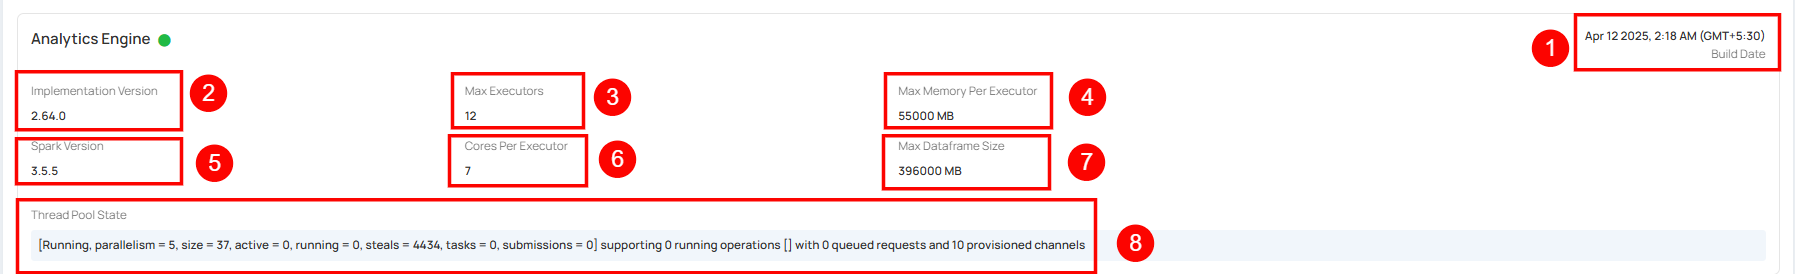 Analytics Engine
Apr 12 2025, 2:18 AM (GMT+5:30)
Build Date
1
Implementation Version
2.64.0
2
Max Executors
12
3
Max Memory Per Executor
55000 MB
4
Spark Version
3.5.5
5
Cores Per Executor
7
6
Max Dataframe Size
396000 MB
7
Thread Pool State
[Running, parallelism = 5, size = 37, active = 0, running = 0, steals = 4434, tasks = 0, submissions = 0] supporting 0 running operations [] with 0 queued requests and 10 provisioned channels
8